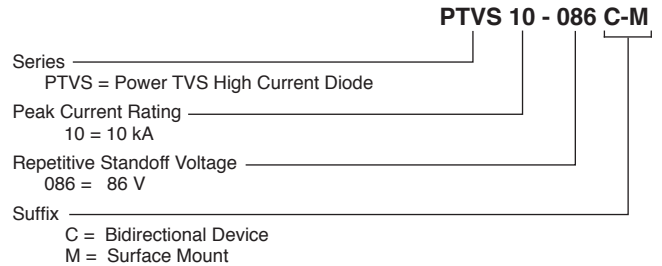 PTVS 10 - 086 C-M
Series
PTVS = Power TVS High Current Diode
Peak Current Rating
10 = 10 kA
Repetitive Standoff Voltage
086 = 86 V
Suffix
C = Bidirectional Device
M = Surface Mount